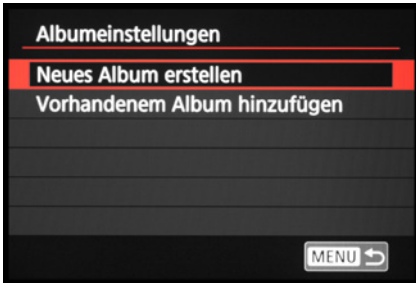 Albumeinstellungen
Neues Album erstellen
Vorhandenem Album hinzufügen
MENU